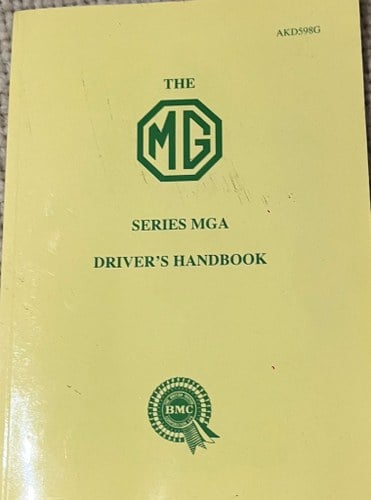 AKD598G
THE
MG
SERIES MGA
DRIVER'S HANDBOOK
BMC